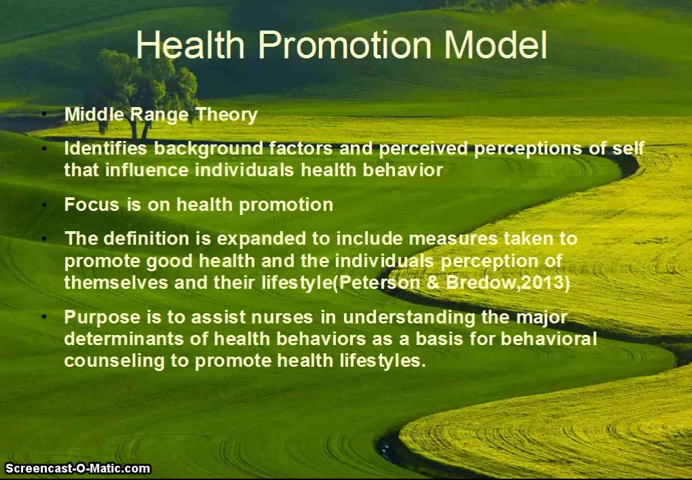 Health Promotion Model
• Middle Range Theory
• Identifies background factors and perceived perceptions of self
that influence individuals health behavior
• Focus is on health promotion
• The definition is expanded to include measures taken to
promote good health and the individuals perception of
themselves and their lifestyle(Peterson & Bredow,2013)
• Purpose is to assist nurses in understanding the major
determinants of health behaviors as a basis for behavioral
counseling to promote health lifestyles.
Screencast-O-Matic.com